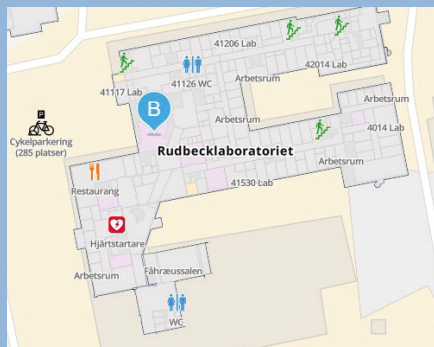 41206 Lab
42014 Lab
41126 WC
Arbetsrum
41117 Lab
Arbetsrum
B
Arbetsrum
P
4014 Lab
Cykelparkering
(285 platser)
Rudbecklaboratoriet
Arbetsrum
Restaurang
41530 Lab
Hjärtstartare
Fåhræussalen
Arbetsrum
WC